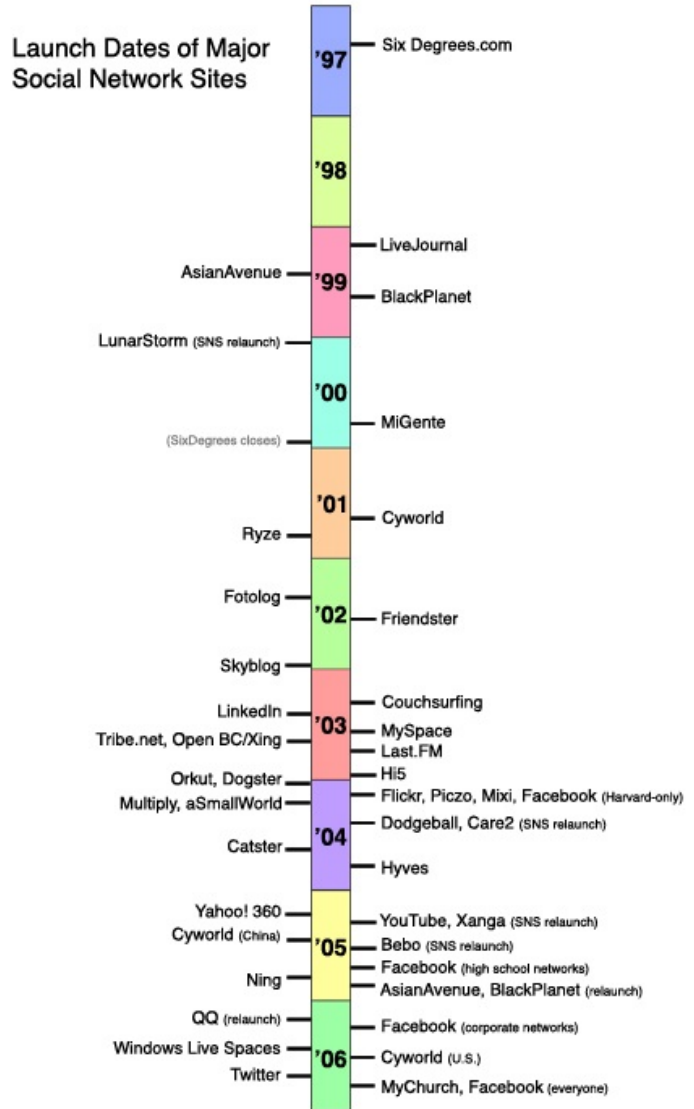 Launch Dates of Major
Social Network Sites
'97
Six Degrees.com
'98
'99
LiveJournal
AsianAvenue
BlackPlanet
LunarStorm (SNS relaunch)
'00
MiGente
(SixDegrees closes)
'01
Cyworld
Ryze
'02
Fotolog
Friendster
Skyblog
'03
Couchsurfing
LinkedIn
MySpace
Tribe.net, Open BC/Xing
Last.FM
Hi5
Orkut, Dogster
'04
Flickr, Piczo, Mixi, Facebook (Harvard-only)
Multiply, aSmallWorld
Dodgeball, Care2 (SNS relaunch)
Catster
Hyves
Yahoo! 360
'05
YouTube, Xanga (SNS relaunch)
Cyworld (China)
Bebo (SNS relaunch)
Facebook (high school networks)
Ning
AsianAvenue, BlackPlanet (relaunch)
QQ (relaunch)
'06
Facebook (corporate networks)
Windows Live Spaces
Cyworld (U.S.)
Twitter
MyChurch, Facebook (everyone)